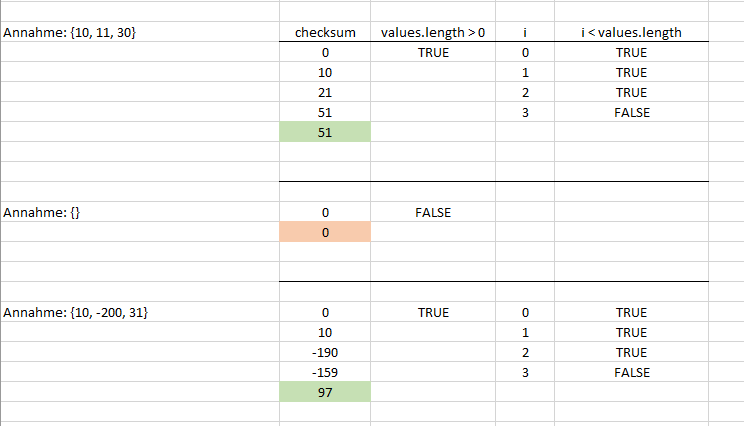 Annahme: {10, 11, 30} checksum values.length > 0 i i < values.length
0 TRUE 0 TRUE
10 1 TRUE
21 2 TRUE
51 3 FALSE
51
Annahme: {} 0 FALSE
0
Annahme: {10, -200, 31} 0 TRUE 0 TRUE
10 1 TRUE
-190 2 TRUE
-159 3 FALSE
97